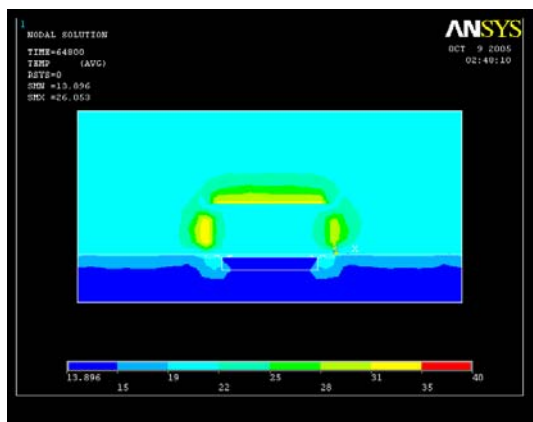 1
NODAL SOLUTION
TIME=64800
TEMP (AVG)
RSYS=0
SMN =13.896
SMX =26.053
ANSYS
OCT 9 2005
02:48:10
X
13.896 15 19 22 25 28 31 35 40